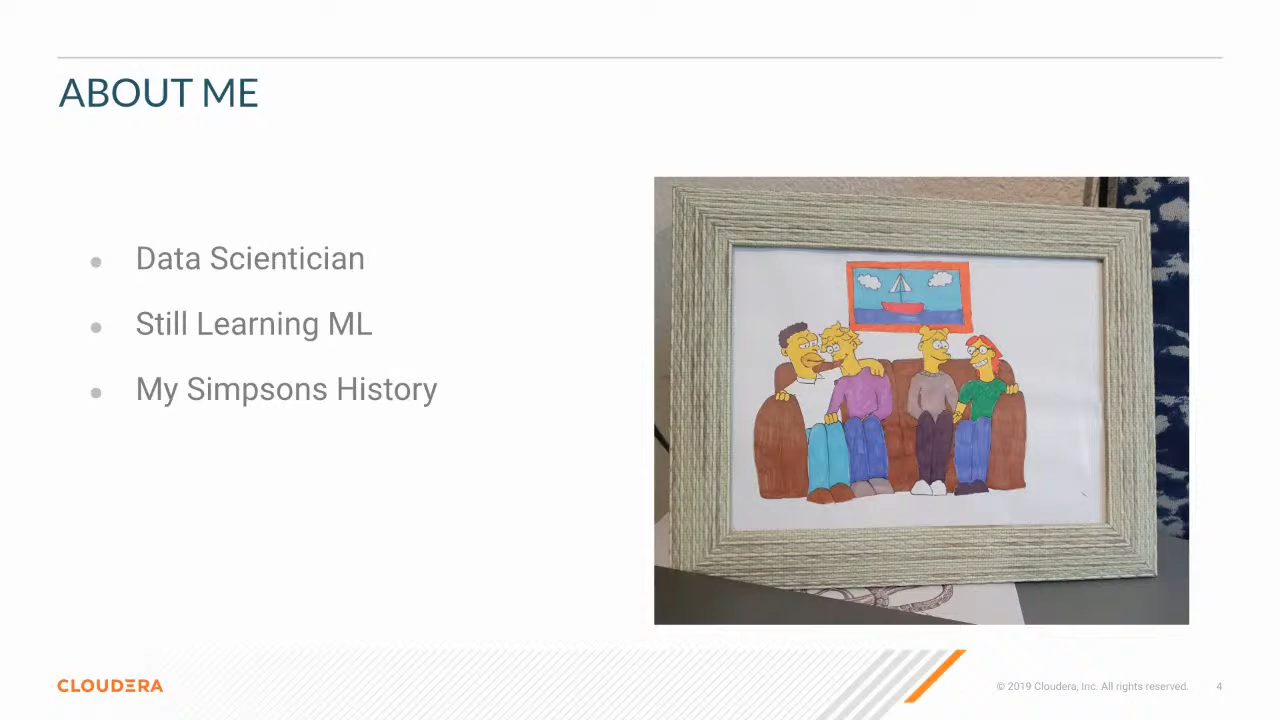 ABOUT ME
Data Scientician
Still Learning ML
My Simpsons History
CLOUDERA
© 2019 Cloudera, Inc. All rights reserved.
4